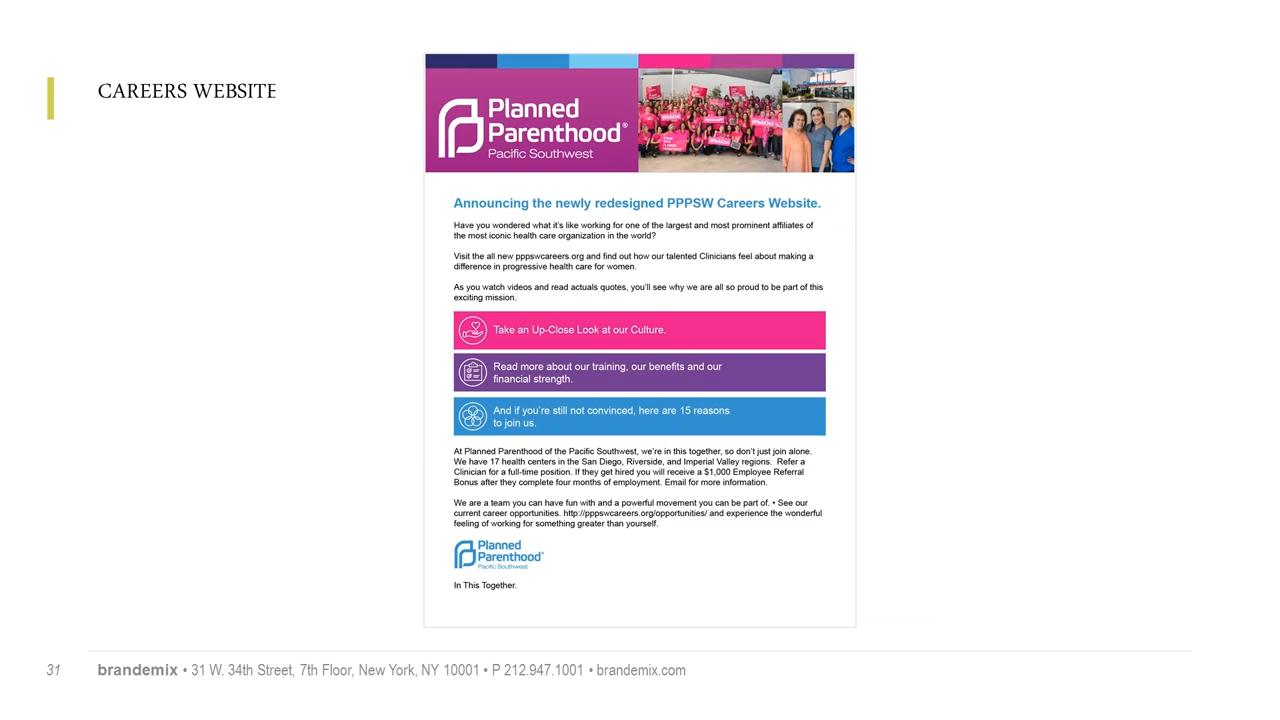 CAREERS WEBSITE
Planned
Parenthood®
Pacific Southwest
Announcing the newly redesigned PPPSW Careers Website.
Have you wondered what it's like working for one of the largest and most prominent affiliates of
the most iconic health care organization in the world?
Visit the all new pppswcareers.org and find out how our talented Clinicians feel about making a
difference in progressive health care for women.
As you watch videos and read actuals quotes, you'll see why we are all so proud to be part of this
exciting mission.
Take an Up-Close Look at our Culture.
Read more about our training, our benefits and our
financial strength.
And if you're still not convinced, here are 15 reasons
to join us.
At Planned Parenthood of the Pacific Southwest, we're in this together, so don't just join alone.
We have 17 health centers in the San Diego, Riverside, and Imperial Valley regions. Refer a
Clinician for a full-time position. If they get hired you will receive a $1,000 Employee Referral
Bonus after they complete four months of employment. Email for more information.
We are a team you can have fun with and a powerful movement you can be part of. • See our
current career opportunities. http://pppswcareers.org/opportunities/ and experience the wonderful
feeling of working for something greater than yourself.
Planned
Parenthood®
Pacific Southwest
In This Together.
31 brandemix • 31 W. 34th Street, 7th Floor, New York, NY 10001 • P 212.947.1001 • brandemix.com